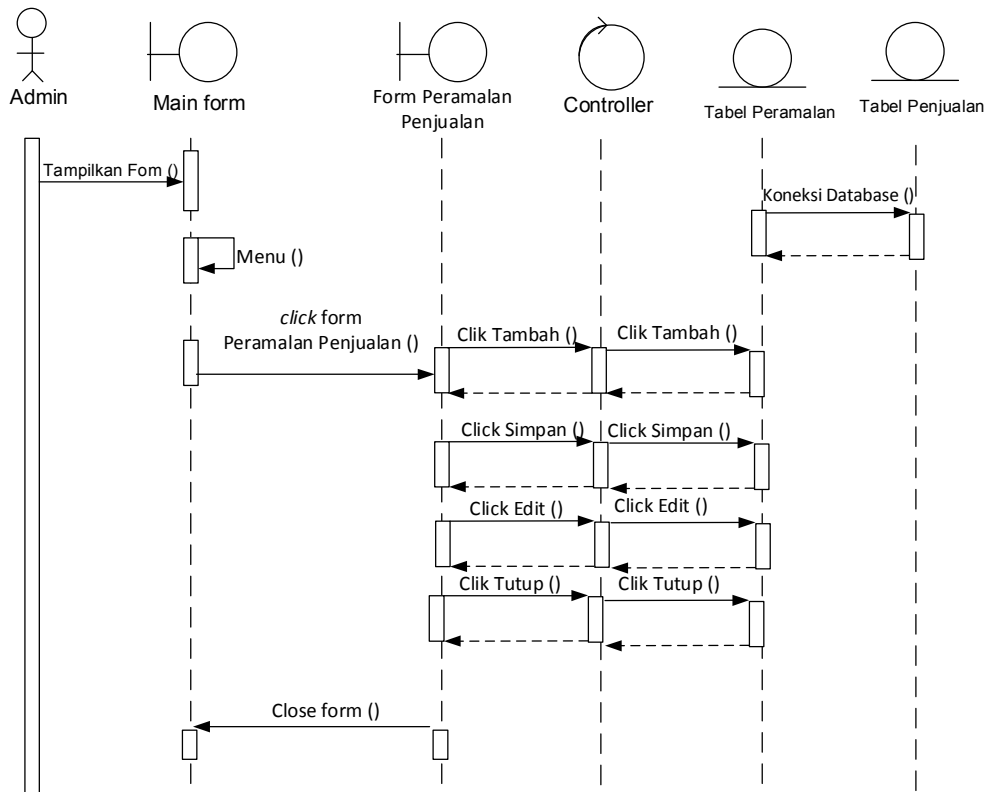 Admin
Main form
Form Peramalan
Penjualan
Controller
Tabel Peramalan
Tabel Penjualan
Tampilkan Fom ()
Koneksi Database ()
Menu ()
click form
Peramalan Penjualan ()
Clik Tambah ()
Clik Tambah ()
Click Simpan ()
Click Simpan ()
Click Edit ()
Click Edit ()
Clik Tutup ()
Clik Tutup ()
Close form ()